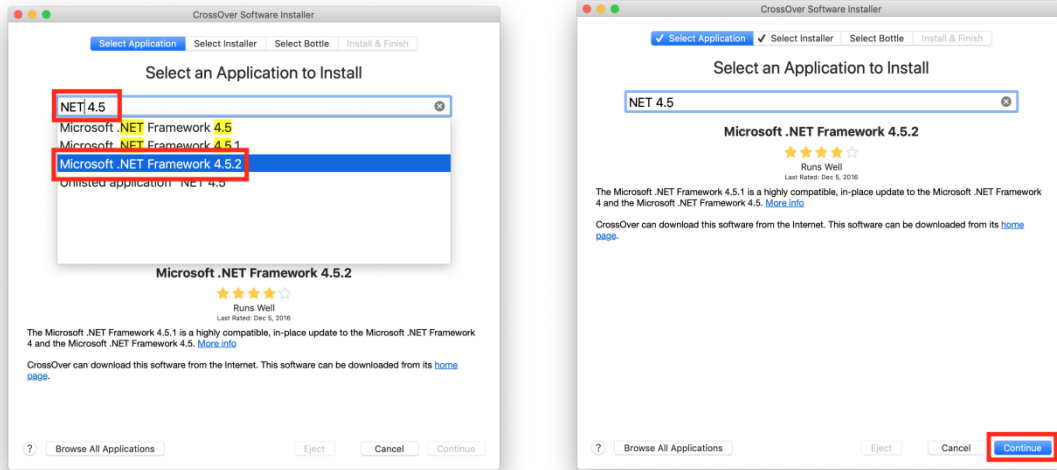 CrossOver Software Installer
Select Application Select Installer Select Bottle Install & Finish
Select an Application to Install
NET 4.5
Microsoft .NET Framework 4.5
Microsoft .NET Framework 4.5.1
Microsoft .NET Framework 4.5.2
Unlisted application "NET 4.5"
Microsoft .NET Framework 4.5.2
Runs Well
Last Rated: Dec 5, 2016
The Microsoft .NET Framework 4.5.1 is a highly compatible, in-place update to the Microsoft .NET Framework
4 and the Microsoft .NET Framework 4.5. More info
CrossOver can download this software from the Internet. This software can be downloaded from its home
page.
? Browse All Applications Eject Cancel Continue
CrossOver Software Installer
✓ Select Application ✓ Select Installer Select Bottle Install & Finish
Select an Application to Install
NET 4.5
Microsoft .NET Framework 4.5.2
Runs Well
Last Rated: Dec 5, 2016
The Microsoft .NET Framework 4.5.1 is a highly compatible, in-place update to the Microsoft .NET Framework
4 and the Microsoft .NET Framework 4.5. More info
CrossOver can download this software from the Internet. This software can be downloaded from its home
page.
? Browse All Applications Eject Cancel Continue